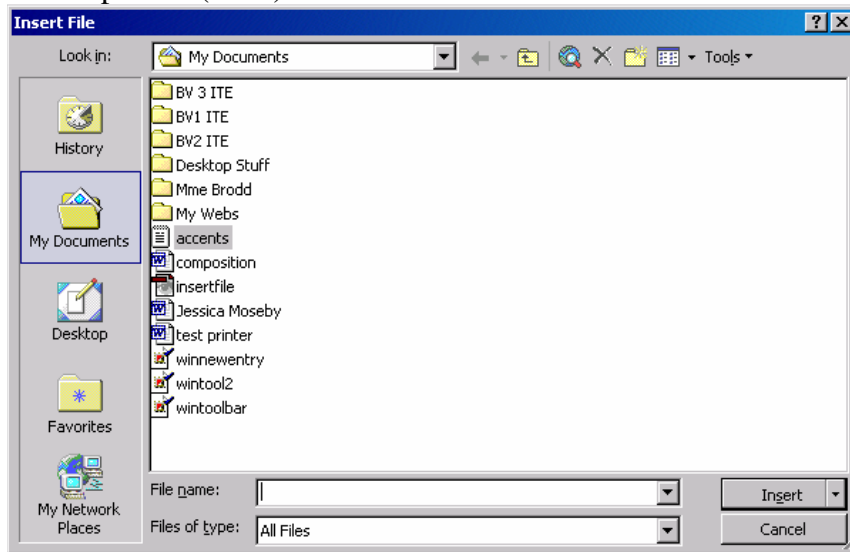 Insert File
Look in: My Documents Tools
History
My Documents
Desktop
Favorites
My Network
Places
BV 3 ITE
BV1 ITE
BV2 ITE
Desktop Stuff
Mme Brodd
My Webs
accents
composition
insertfile
Jessica Moseby
test printer
winnewentry
wintool2
wintoolbar
File name: Insert
Files of type: All Files Cancel